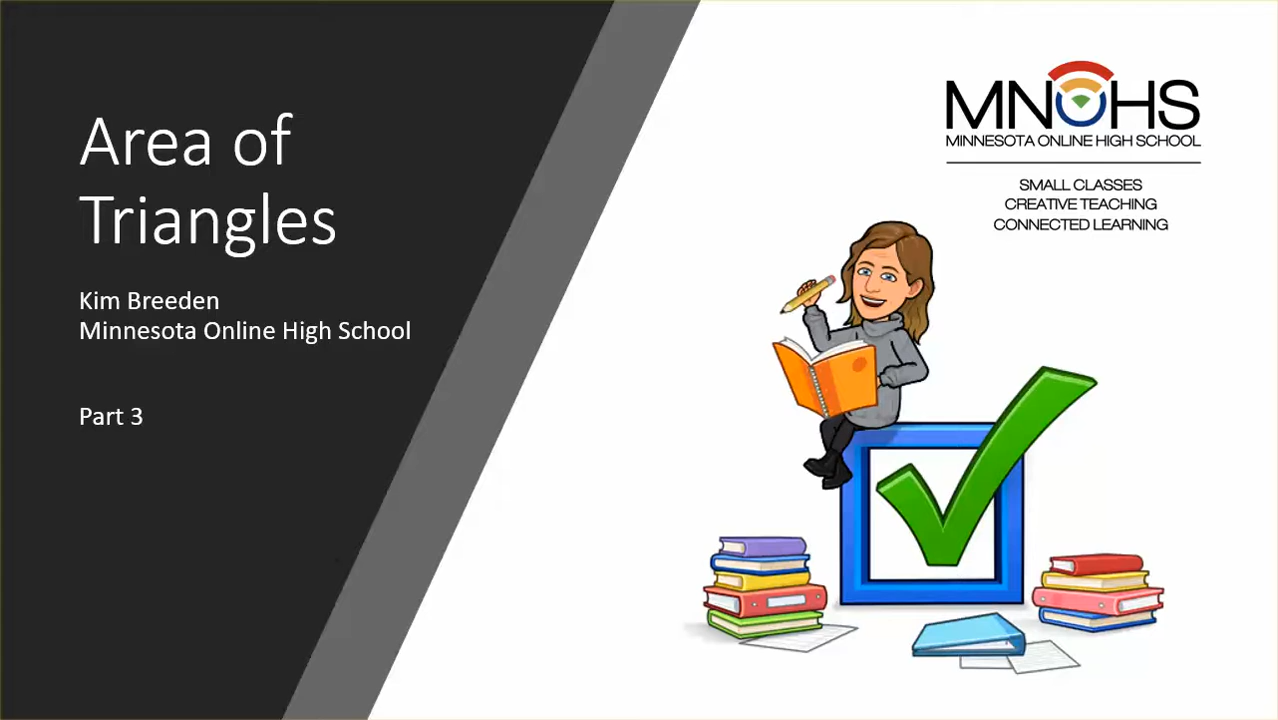 Area of
Triangles
Kim Breeden
Minnesota Online High School
Part 3
MNOHS
MINNESOTA ONLINE HIGH SCHOOL
SMALL CLASSES
CREATIVE TEACHING
CONNECTED LEARNING